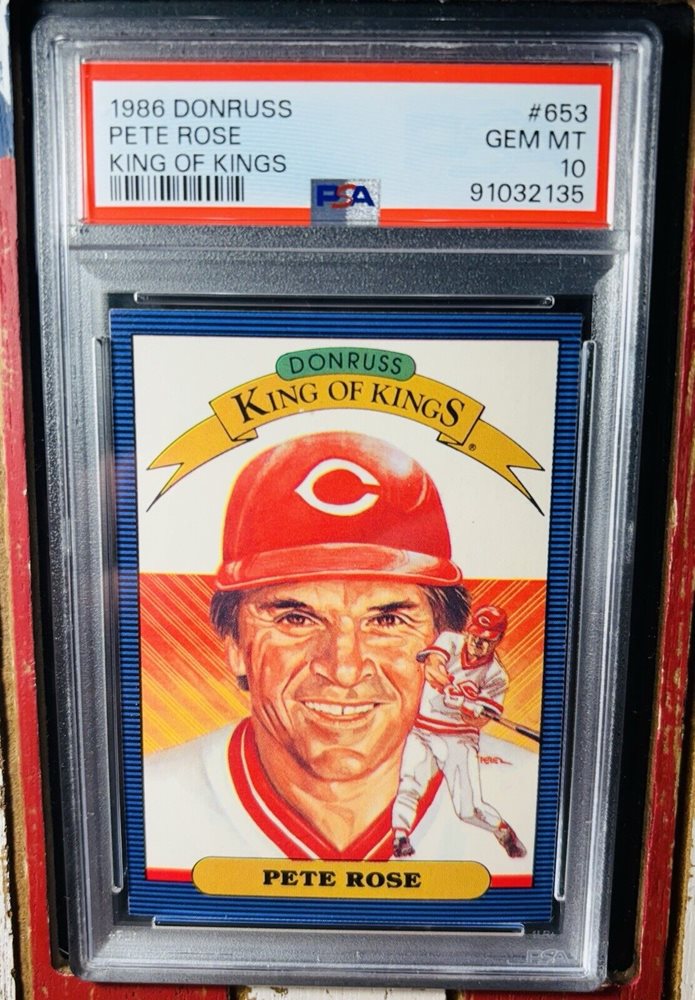 1986 DONRUSS
#653
PETE ROSE
GEM MT
KING OF KINGS
10
PSA
91032135
DONRUSS
KING OF KINGS®
C
PETE ROSE
PSA